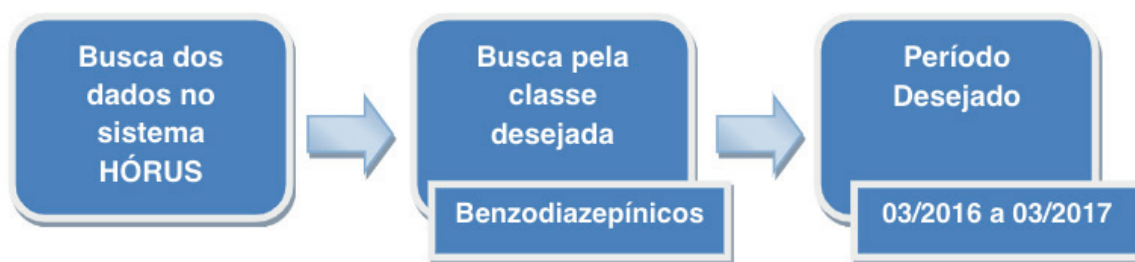 Busca dos
dados no
sistema
HÓRUS
Busca pela
classe
desejada
Benzodiazepínicos
Período
Desejado
03/2016 a 03/2017